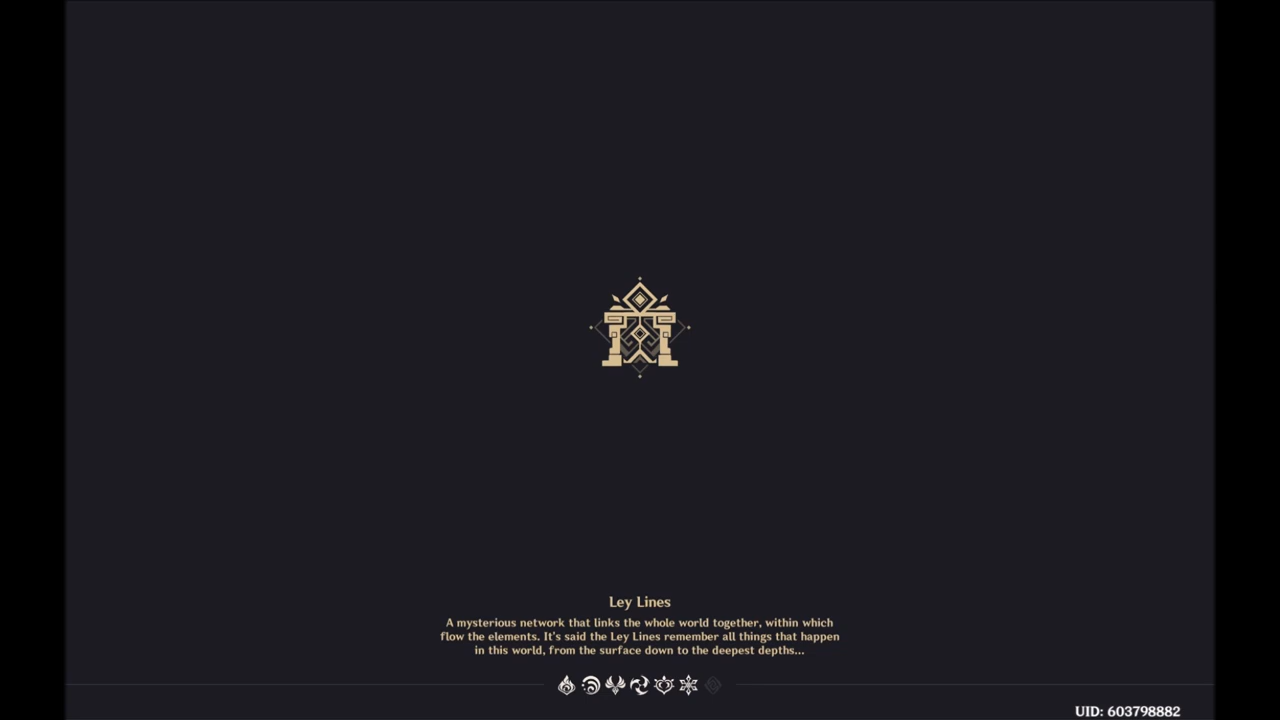 Ley Lines
A mysterious network that links the whole world together, within which
flow the elements. It's said the Ley Lines remember all things that happen
in this world, from the surface down to the deepest depths...
UID: 603798882